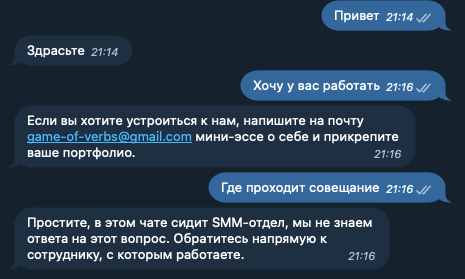 Привет 21:14
Здрасьте 21:14
Хочу у вас работать 21:16
Если вы хотите устроиться к нам, напишите на почту
game-of-verbs@gmail.com мини-эссе о себе и прикрепите
ваше портфолио. 21:16
Где проходит совещание 21:16
Простите, в этом чате сидит SMM-отдел, мы не знаем
ответа на этот вопрос. Обратитесь напрямую к
сотруднику, с которым работаете. 21:16